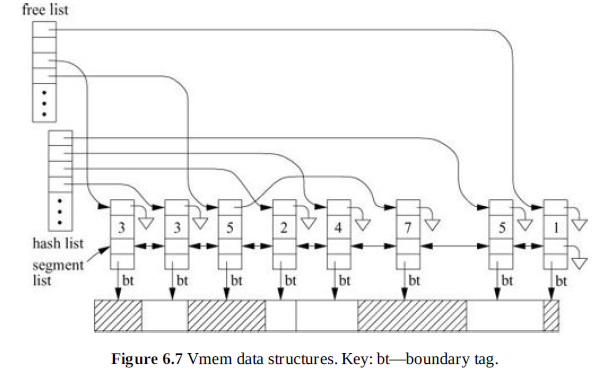 free list
hash list
segment
list
3 3 5 2 4 7 5 1
bt bt bt bt bt bt bt bt
Figure 6.7 Vmem data structures. Key: bt—boundary tag.